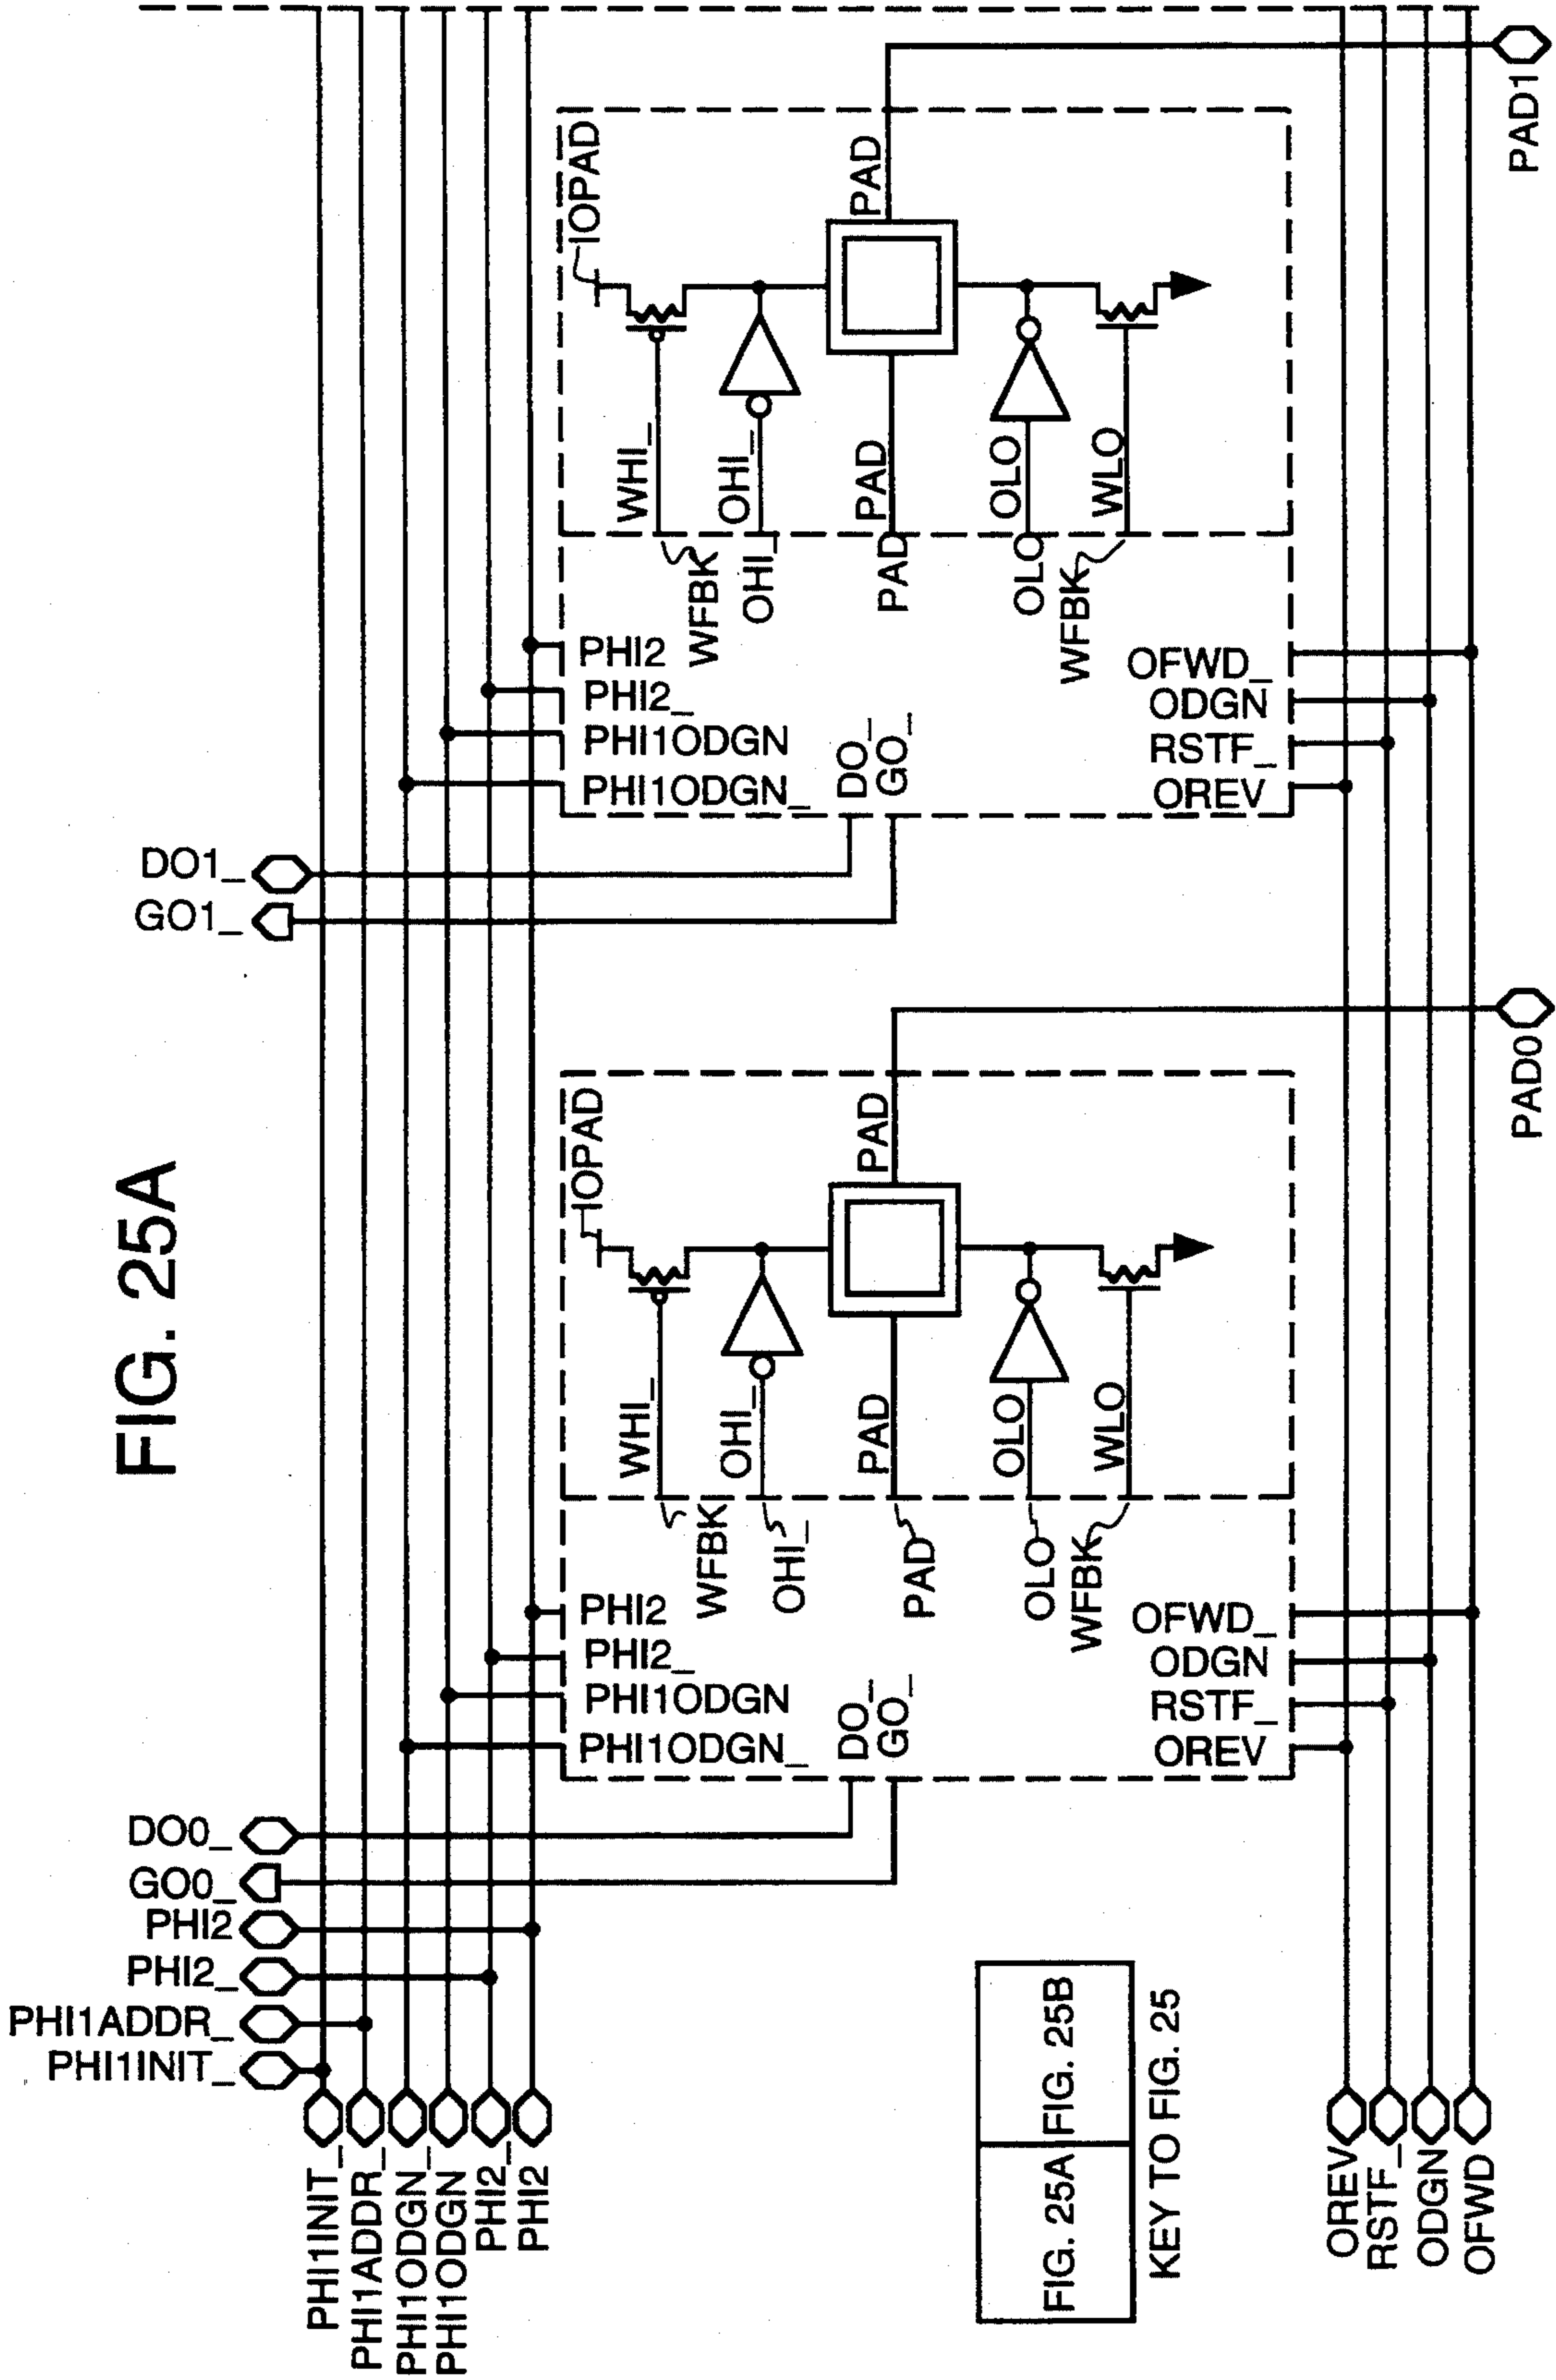 FIG. 25A
PHI1INIT_
PHI1ADDR_
PHI2_
PHI2
GO0_
DO0_
GO1_
DO1_
PHI1INIT_
PHI1ADDR_
PHI1ODGN_
PHI1ODGN
PHI2_
PHI2
PHI2
PHI2_
PHI1ODGN
PHI1ODGN_
DO_
GO_
OFWD_
ODGN
RSTF_
OREV
WFBK
OHI_
PAD
OLO
WFBK
WHI_
OHI_
PAD
OLO
WLO
IOPAD
PAD
PAD0
PHI2
PHI2_
PHI1ODGN
PHI1ODGN_
DO_
GO_
OFWD_
ODGN
RSTF_
OREV
WFBK
OHI_
PAD
OLO
WFBK
WHI_
OHI_
PAD
OLO
WLO
IOPAD
PAD
PAD1
OREV
RSTF_
ODGN
OFWD
FIG. 25A FIG. 25B
KEY TO FIG. 25